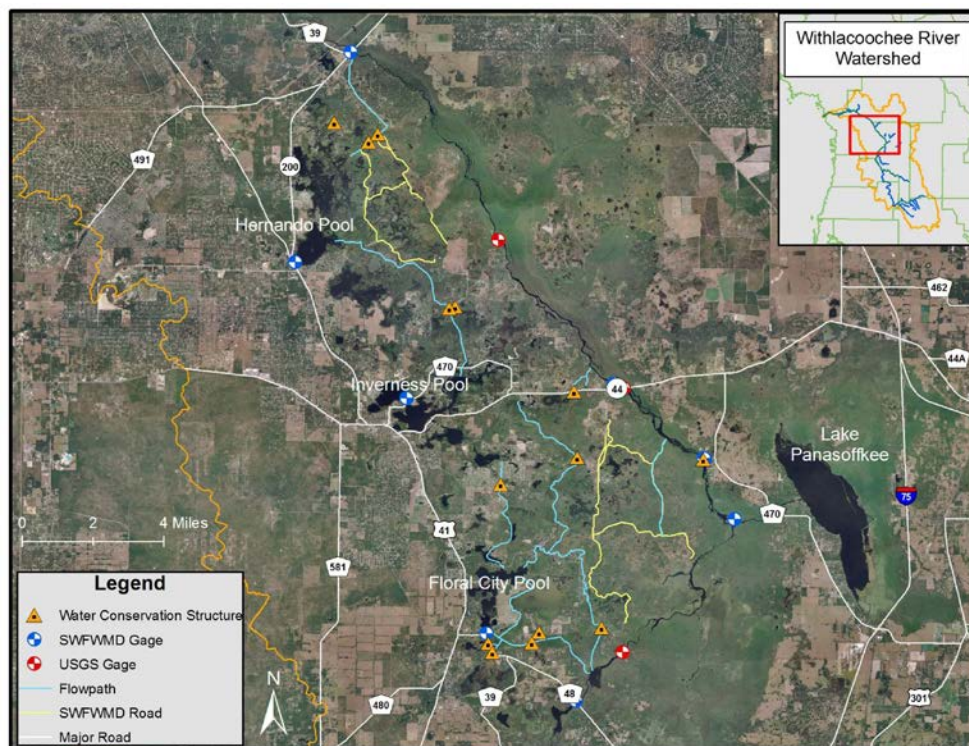 39
Withlacoochee River
Watershed
491
200
Hernando Pool
462
44A
470
Inverness Pool
44
Lake
Panasoffkee
75
470
0 2 4 Miles
41
581
Floral City Pool
Legend
Water Conservation Structure
SWFWMD Gage
USGS Gage
Flowpath
SWFWMD Road
Major Road
N
480
39
48
301